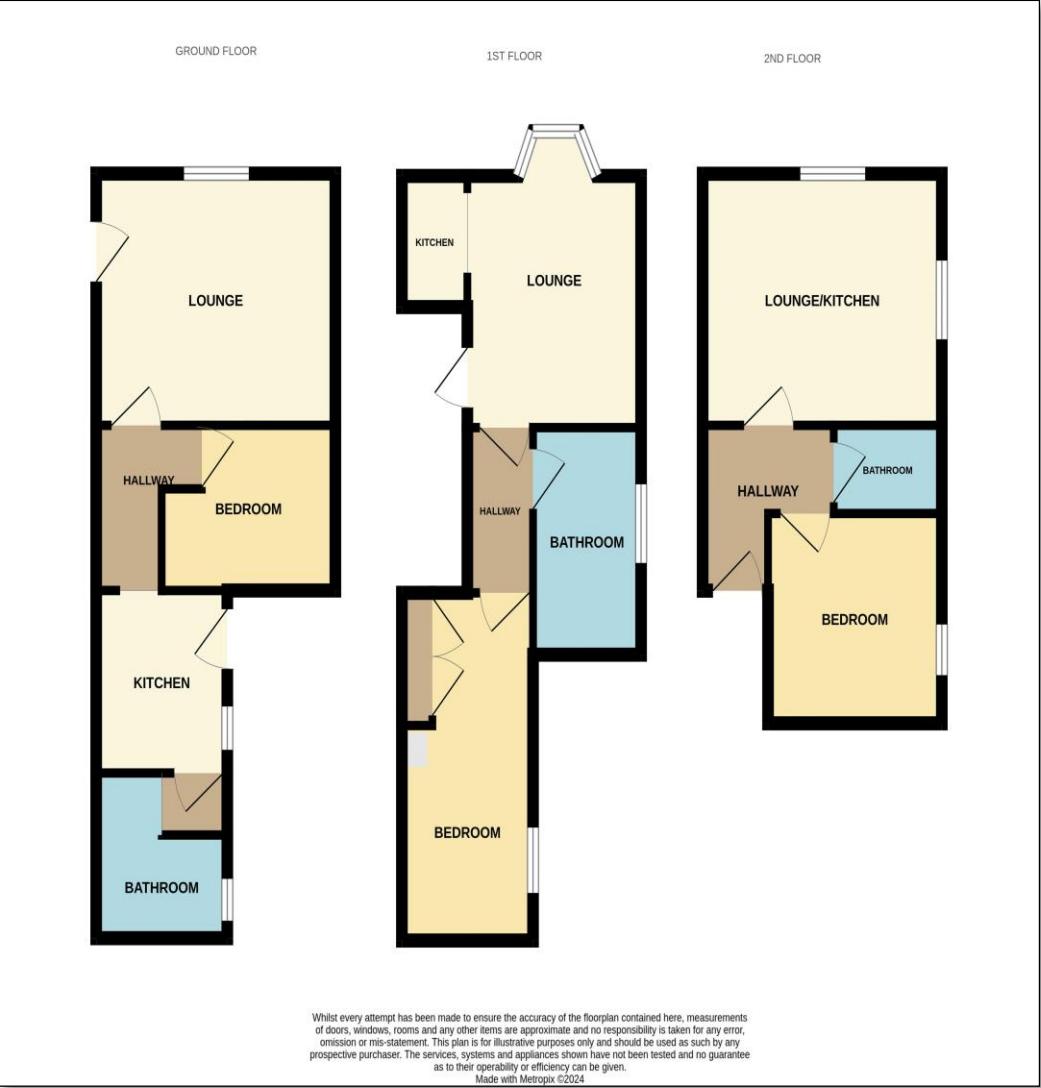 GROUND FLOOR
LOUNGE
HALLWAY
BEDROOM
KITCHEN
BATHROOM
1ST FLOOR
KITCHEN
LOUNGE
HALLWAY
BATHROOM
BEDROOM
2ND FLOOR
LOUNGE/KITCHEN
BATHROOM
HALLWAY
BEDROOM
Whilst every attempt has been made to ensure the accuracy of the floorplan contained here, measurements
of doors, windows, rooms and any other items are approximate and no responsibility is taken for any error,
omission or mis-statement. This plan is for illustrative purposes only and should be used as such by any
prospective purchaser. The services, systems and appliances shown have not been tested and no guarantee
as to their operability or efficiency can be given.
Made with Metropix ©2024